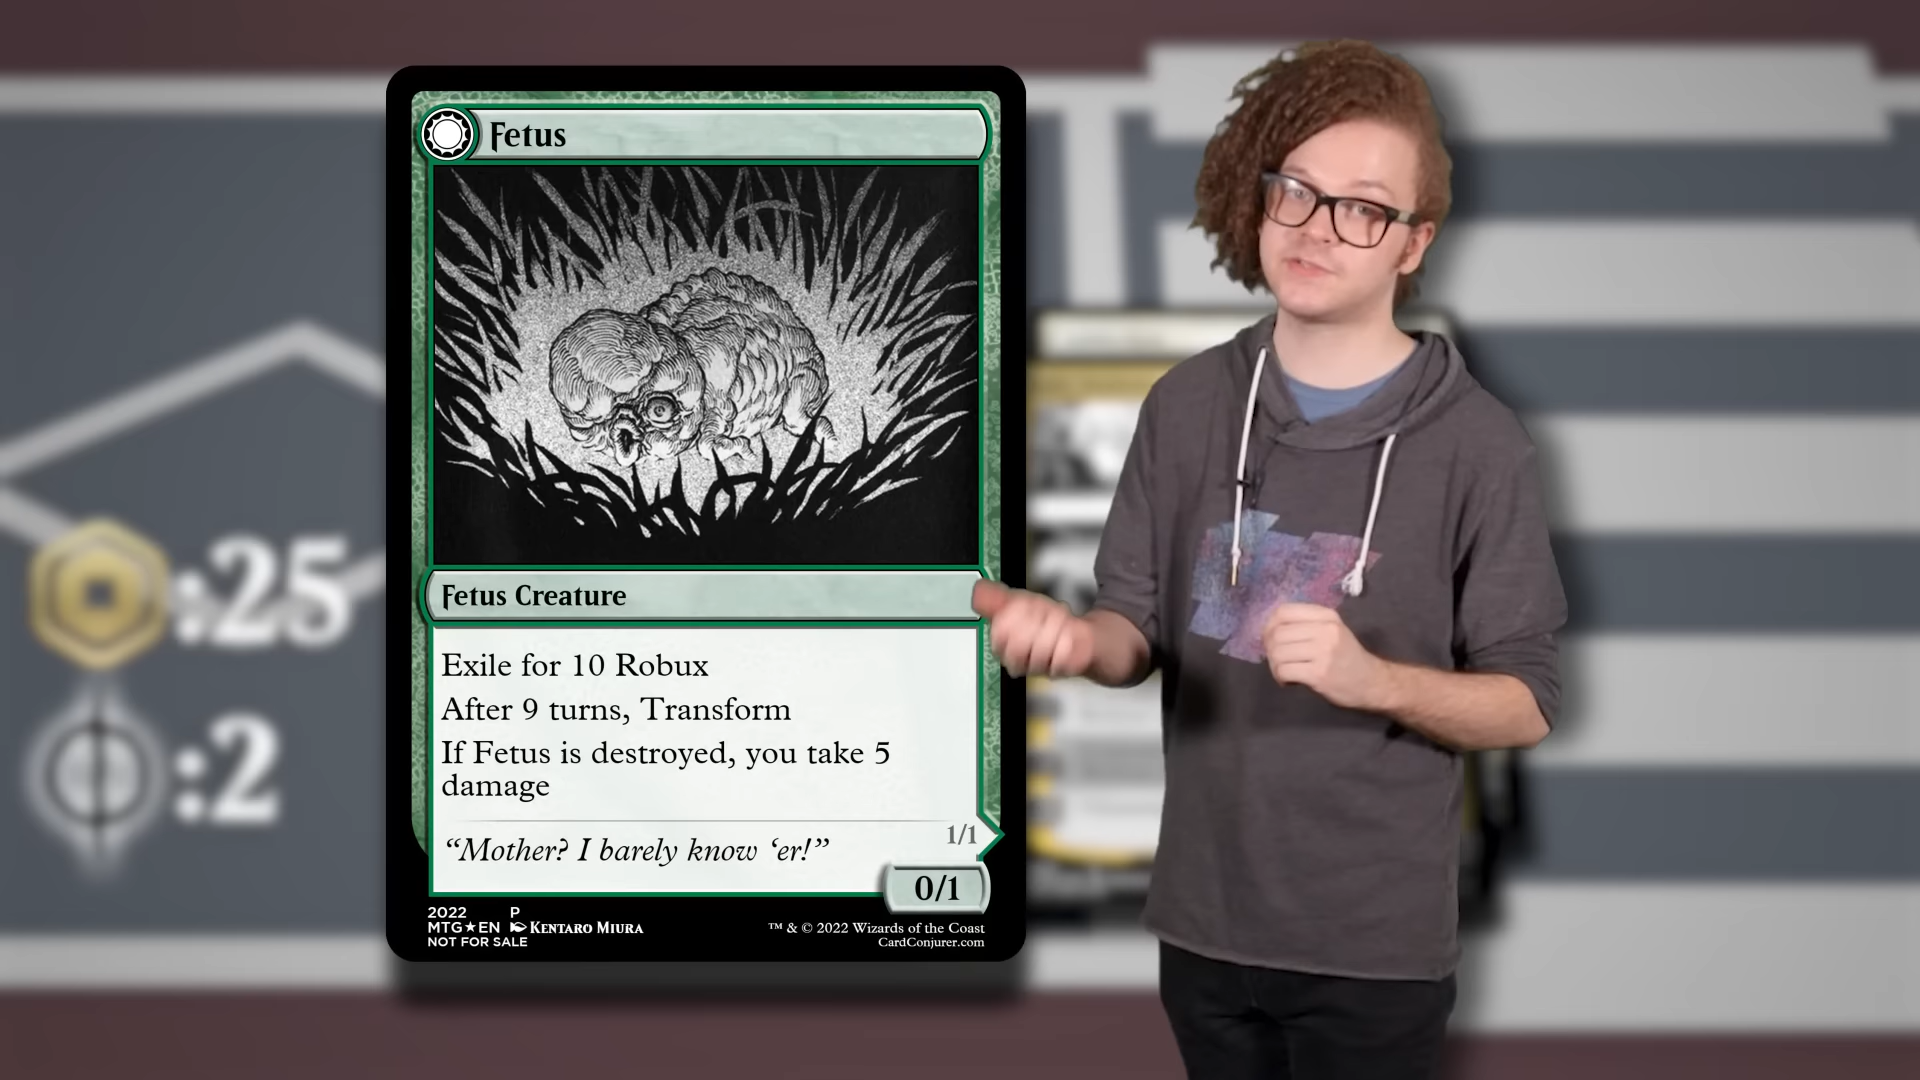 Fetus
Fetus Creature
Exile for 10 Robux
After 9 turns, Transform
If Fetus is destroyed, you take 5
damage
“Mother? I barely know ‘er!”
1/1
0/1
2022 P
MTG★EN KENTARO MIURA
NOT FOR SALE
™ & © 2022 Wizards of the Coast
CardConjurer.com
:25
:2